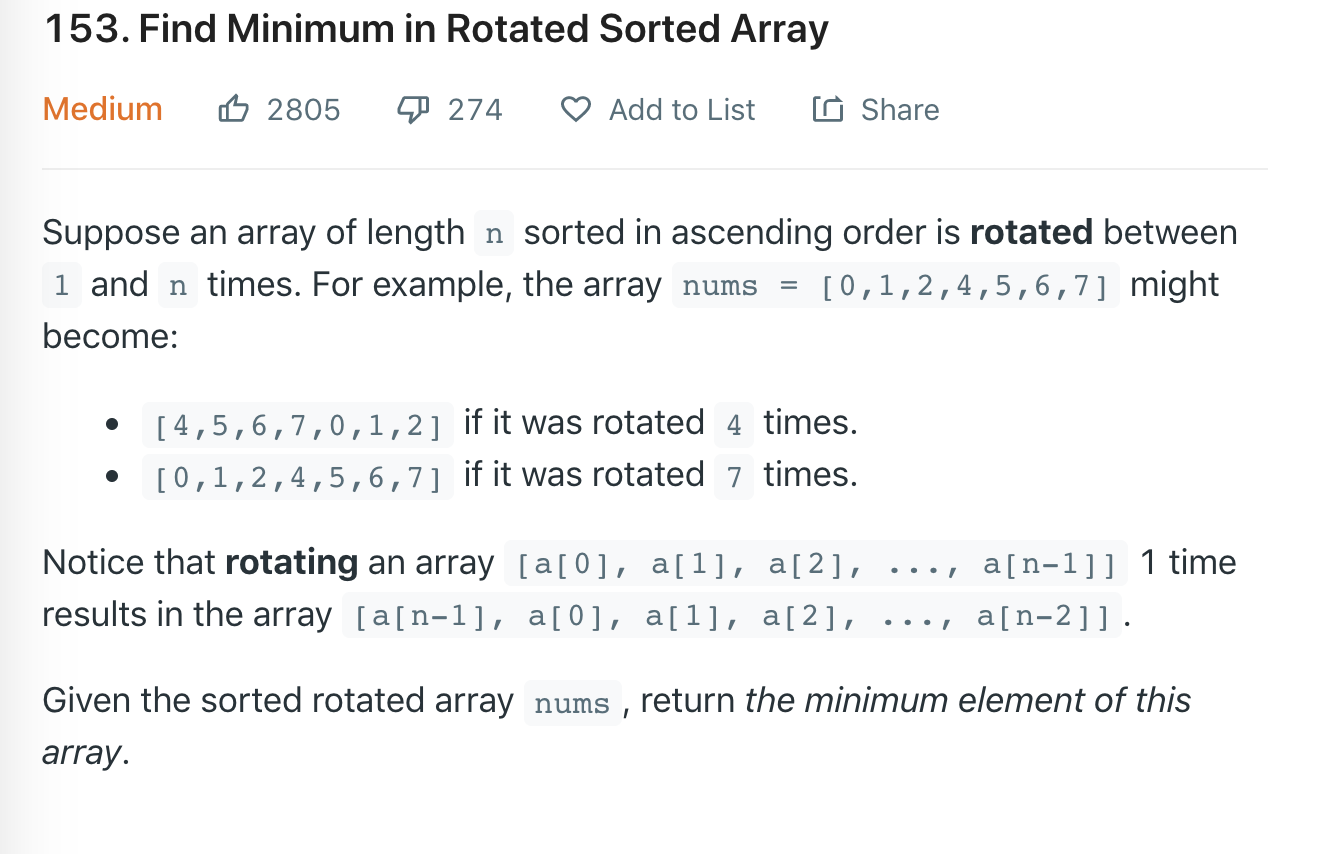 153. Find Minimum in Rotated Sorted Array
Medium 2805 274 Add to List Share
Suppose an array of length n sorted in ascending order is rotated between
1 and n times. For example, the array nums = [0,1,2,4,5,6,7] might
become:
• [4,5,6,7,0,1,2] if it was rotated 4 times.
• [0,1,2,4,5,6,7] if it was rotated 7 times.
Notice that rotating an array [a[0], a[1], a[2], ..., a[n-1]] 1 time
results in the array [a[n-1], a[0], a[1], a[2], ..., a[n-2]].
Given the sorted rotated array nums, return the minimum element of this
array.